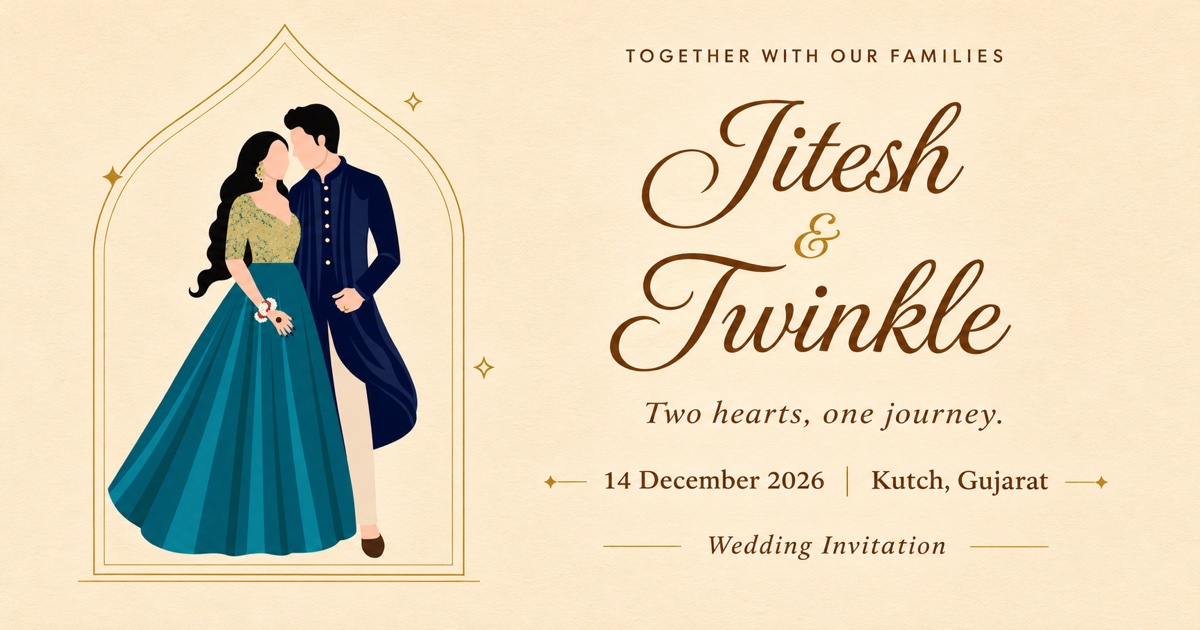 TOGETHER WITH OUR FAMILIES
Jitesh
&
Twinkle
Two hearts, one journey.
14 December 2026 | Kutch, Gujarat
Wedding Invitation